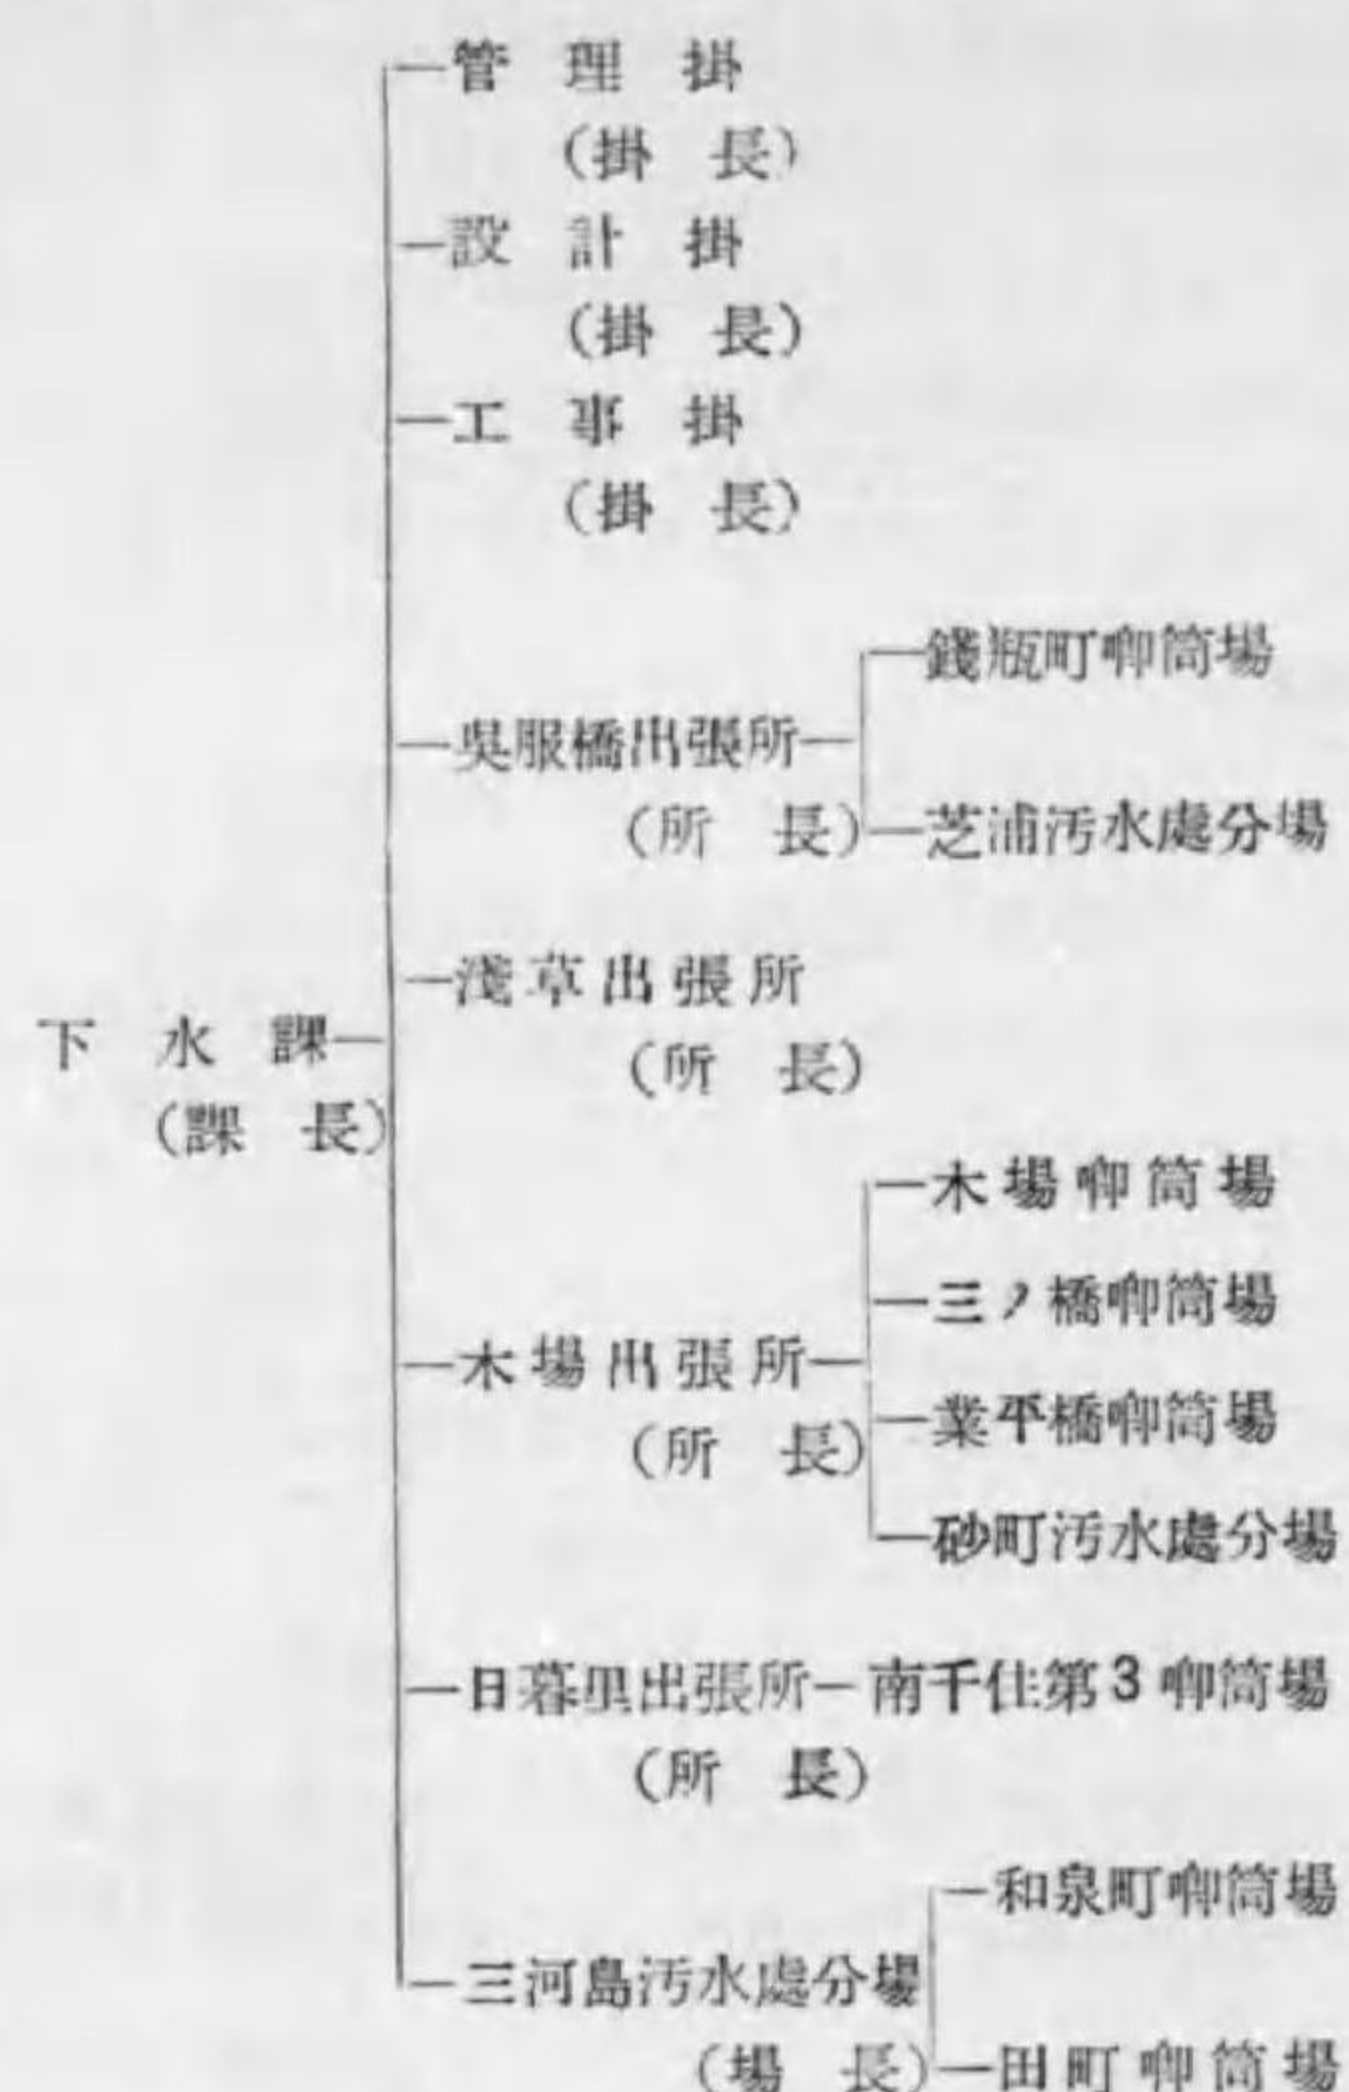 管理掛
(掛長)
設計掛
(掛長)
工事掛
(掛長)
錢瓶町喞筒場
吳服橋出張所
(所長)
芝浦汚水處分場
淺草出張所
(所長)
下水課
(課長)
木場喞筒場
三ノ橋喞筒場
木場出張所
(所長)
業平橋喞筒場
砂町汚水處分場
日暮里出張所
南千住第3喞筒場
(所長)
和泉町喞筒場
三河島汚水處分場
(場長)
田町喞筒場